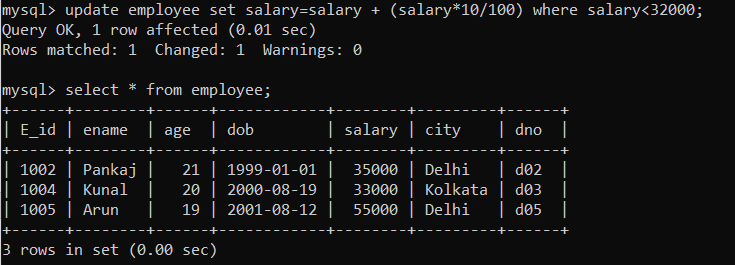 mysql> update employee set salary=salary + (salary*10/100) where salary<32000;
Query OK, 1 row affected (0.01 sec)
Rows matched: 1  Changed: 1  Warnings: 0

mysql> select * from employee;
+------+--------+------+------------+--------+---------+------+
| E_id | ename  | age  | dob        | salary | city    | dno  |
+------+--------+------+------------+--------+---------+------+
| 1002 | Pankaj |   21 | 1999-01-01 |  35000 | Delhi   | d02  |
| 1004 | Kunal  |   20 | 2000-08-19 |  33000 | Kolkata | d03  |
| 1005 | Arun   |   19 | 2001-08-12 |  55000 | Delhi   | d05  |
+------+--------+------+------------+--------+---------+------+
3 rows in set (0.00 sec)